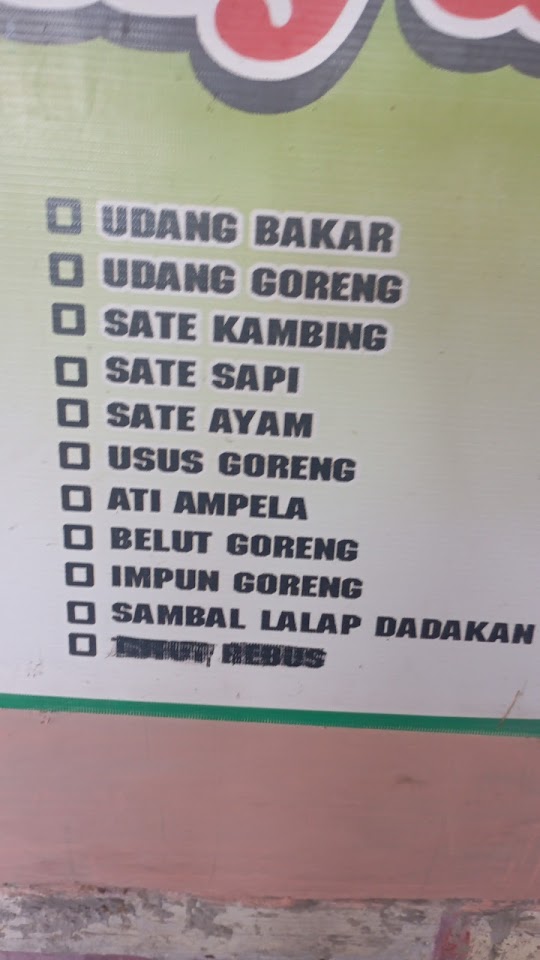 UDANG BAKAR
UDANG GORENG
SATE KAMBING
SATE SAPI
SATE AYAM
USUS GORENG
ATI AMPELA
BELUT GORENG
IMPUN GORENG
SAMBAL LALAP DADAKAN
REBUS